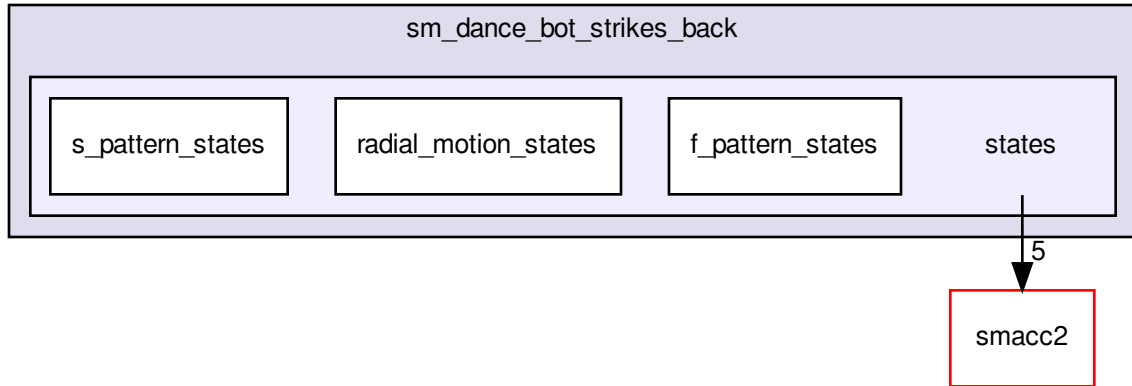 sm_dance_bot_strikes_back
s_pattern_states
radial_motion_states
f_pattern_states
states
5
smacc2